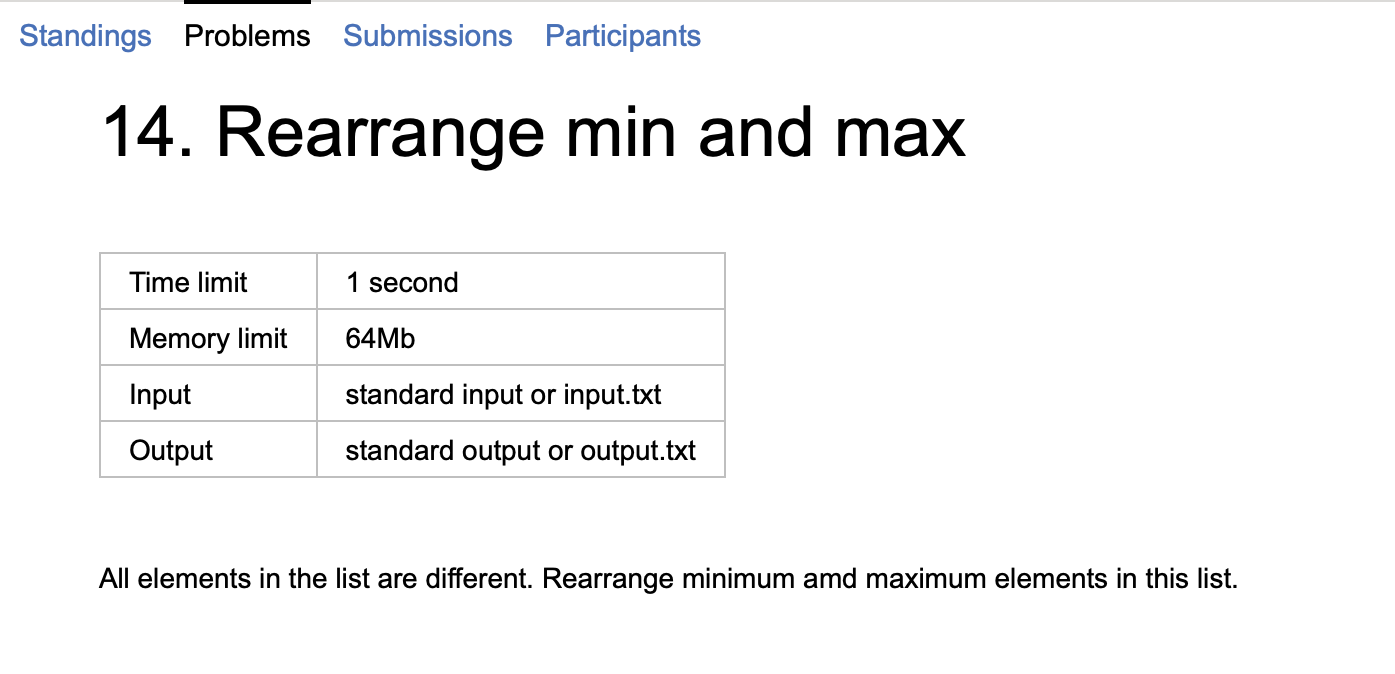 Standings Problems Submissions Participants
14. Rearrange min and max
Time limit 1 second
Memory limit 64Mb
Input standard input or input.txt
Output standard output or output.txt
All elements in the list are different. Rearrange minimum amd maximum elements in this list.